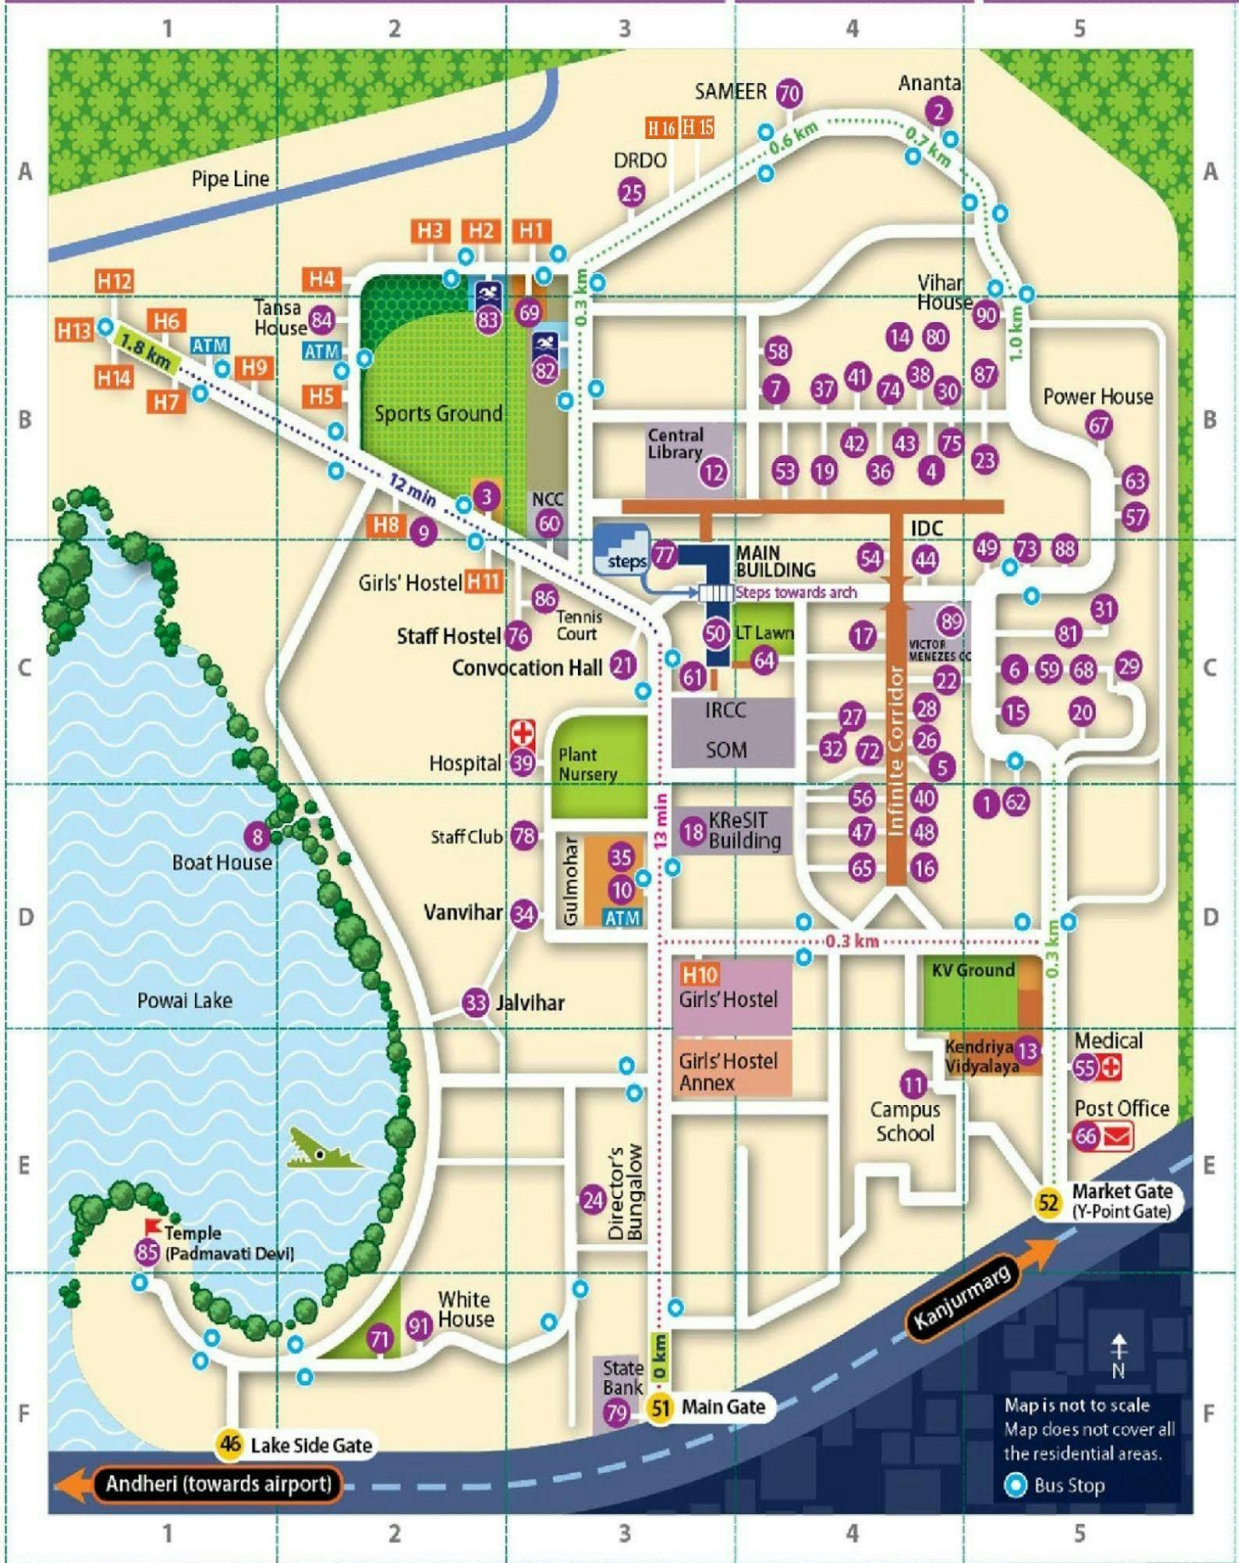 1 2 3 4 5
SAMEER 70
Ananta
2
H 16 H 15
0.6 km
0.7 km
DRDO
25
A
A
Pipe Line
H3 H2 H1
H12
H4
0.3 km
Vihar
House
90
Tansa
House
84
83
69
H13
H6
1.8 km
ATM
ATM
H9
H14
H7
H5
82
58
14 80
1.0 km
7 37 41 74 38 30 87
Power House
67
B
B
Sports Ground
Central
Library
12
42 43 75
53 19 36 4 23
63
57
12 min
3
NCC
60
H8
9
IDC
steps
77
MAIN
BUILDING
54 44
49 73 88
Girls' Hostel H11
Steps towards arch
86
Tennis
Court
Staff Hostel 76
50
LT Lawn
17
89
VICTOR
MENEZES CC
31
81
Convocation Hall 21
61
64
C
C
22
6 59 68 29
IRCC
SOM
27
28
15
20
32 72
26
5
Infinite Corridor
Hospital 39
Plant
Nursery
56 40
1 62
13 min
8
Boat House
Staff Club 78
18 KReSIT
Building
47 48
35
10
ATM
Gulmohar
65 16
D
D
Vanvihar 34
0.3 km
0.3 km
Powai Lake
33 Jalvihar
H10
Girls' Hostel
KV Ground
Girls' Hostel
Annex
Kendriya
Vidyalaya
13
Medical
55
11
Campus
School
Post Office
66
E
E
Director's
Bungalow
24
52 Market Gate
(Y-Point Gate)
Temple
(Padmavati Devi)
85
Kanjurmarg
White
House
91
71
0 km
N
State
Bank
79
51 Main Gate
Map is not to scale
Map does not cover all
the residential areas.
Bus Stop
F
F
46 Lake Side Gate
Andheri (towards airport)
1 2 3 4 5